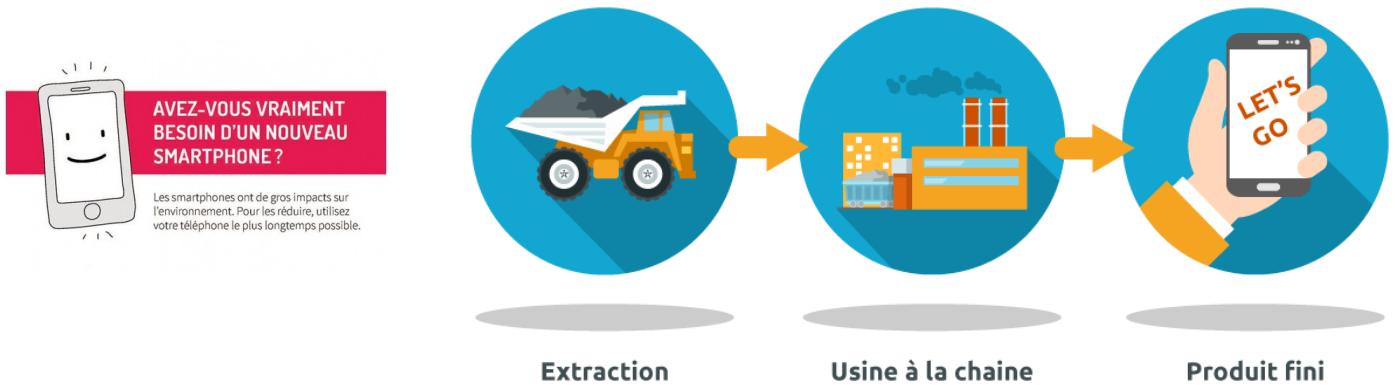 AVEZ-VOUS VRAIMENT
BESOIN D'UN NOUVEAU
SMARTPHONE ?
Les smartphones ont de gros impacts sur
l'environnement. Pour les réduire, utilisez
votre téléphone le plus longtemps possible.
LET'S
GO
Extraction
Usine à la chaine
Produit fini